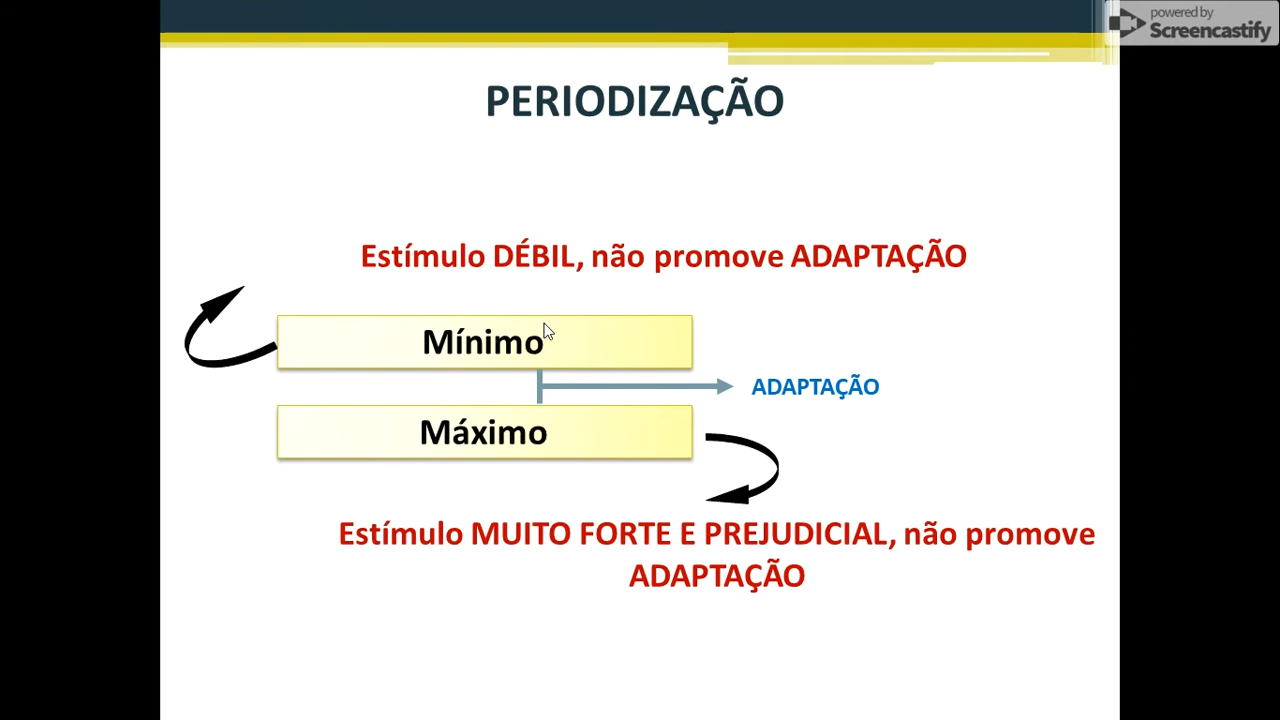 powered by
Screencastify
PERIODIZAÇÃO
Estímulo DÉBIL, não promove ADAPTAÇÃO
Mínimo
ADAPTAÇÃO
Máximo
Estímulo MUITO FORTE E PREJUDICIAL, não promove
ADAPTAÇÃO